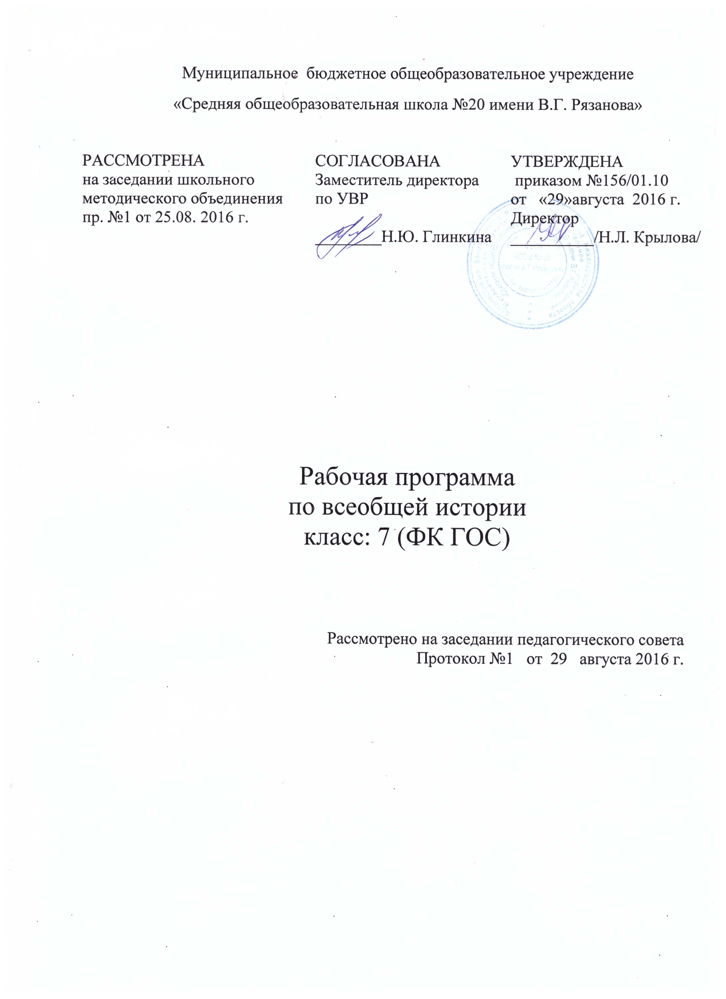 Муниципальное бюджетное общеобразовательное учреждение
«Средняя общеобразовательная школа №20 имени В.Г. Рязанова»
РАССМОТРЕНА
на заседании школьного
методического объединения
пр. №1 от 25.08. 2016 г.
СОГЛАСОВАНА
Заместитель директора
по УВР
Н.Ю. Глинкина
УТВЕРЖДЕНА
приказом №156/01.10
от «29»августа 2016 г.
Директор
/Н.Л. Крылова/
Рабочая программа
по всеобщей истории
класс: 7 (ФК ГОС)
Рассмотрено на заседании педагогического совета
Протокол №1 от 29 августа 2016 г.